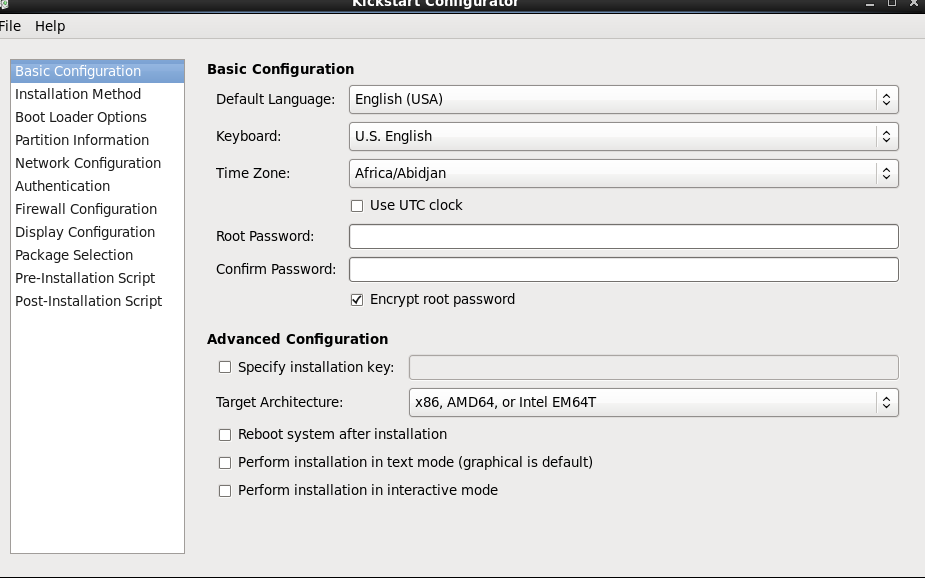 Kickstart Configurator
File Help
Basic Configuration
Installation Method
Boot Loader Options
Partition Information
Network Configuration
Authentication
Firewall Configuration
Display Configuration
Package Selection
Pre-Installation Script
Post-Installation Script
Basic Configuration
Default Language: English (USA)
Keyboard: U.S. English
Time Zone: Africa/Abidjan
Use UTC clock
Root Password:
Confirm Password:
Encrypt root password
Advanced Configuration
Specify installation key:
Target Architecture: x86, AMD64, or Intel EM64T
Reboot system after installation
Perform installation in text mode (graphical is default)
Perform installation in interactive mode